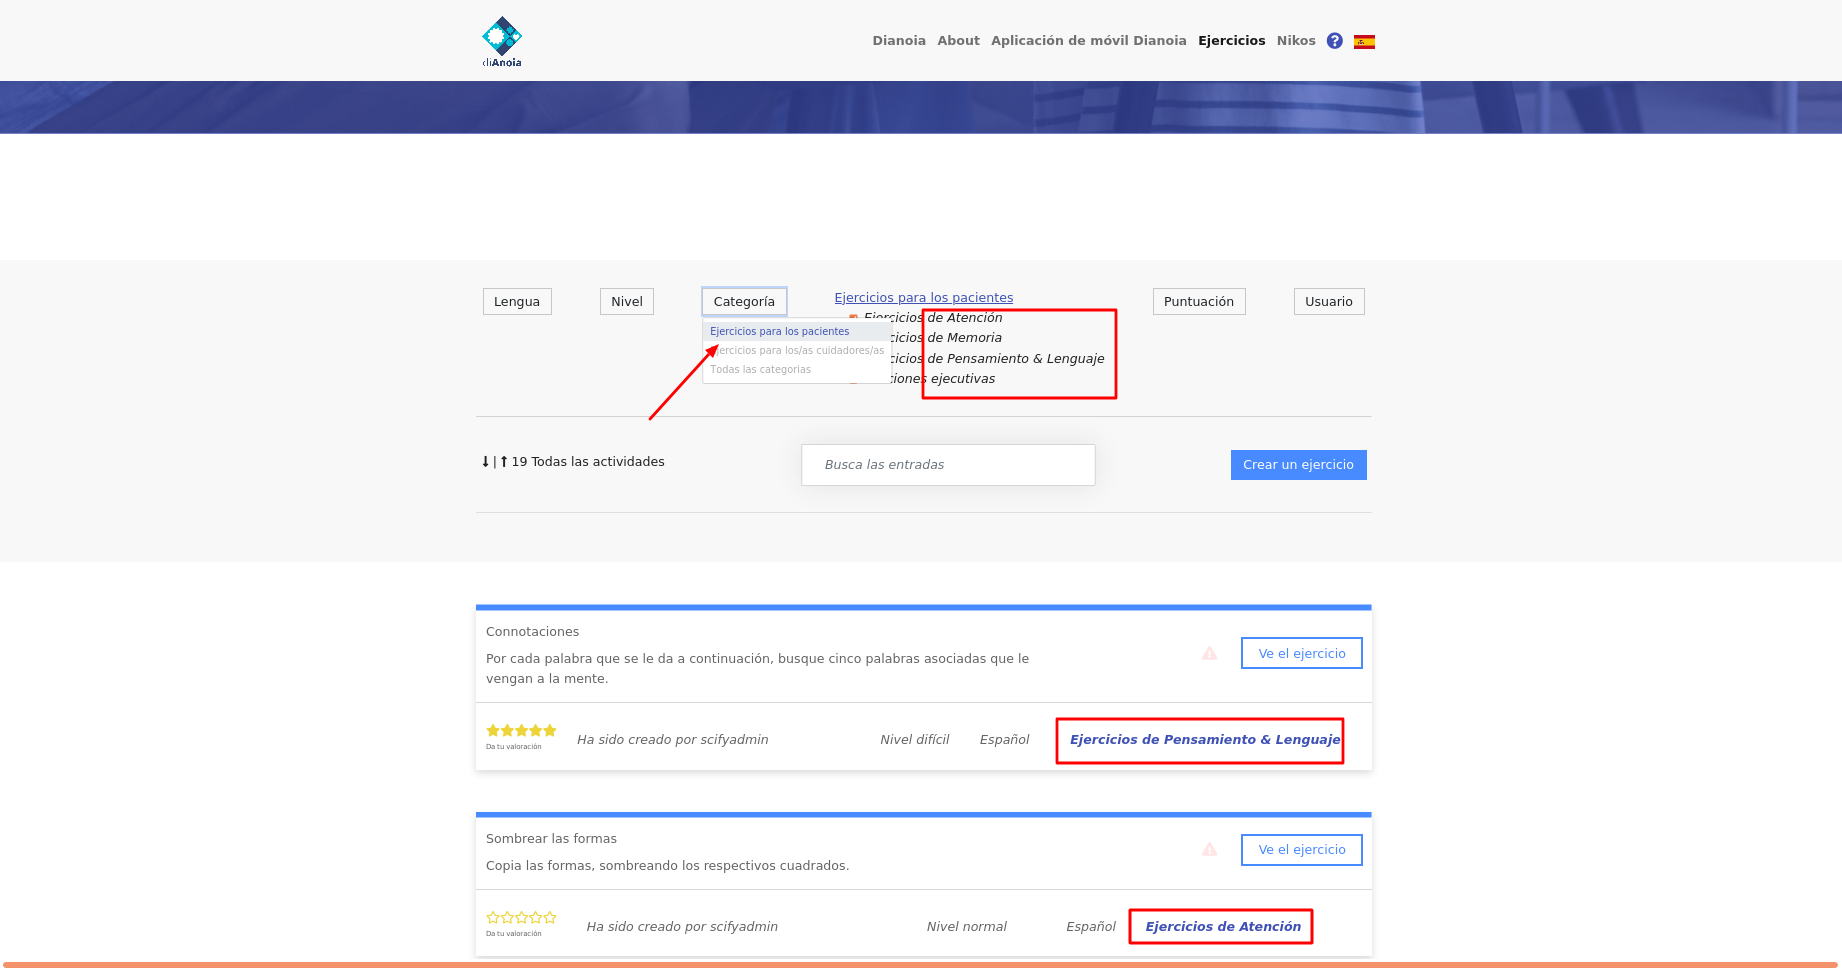 diAnoia
Dianoia About Aplicación de móvil Dianoia Ejercicios Nikos
Lengua Nivel Categoría Ejercicios para los pacientes Puntuación Usuario
Ejercicios de Atención
Ejercicios para los pacientes
cicios de Memoria
Ejercicios para los/as cuidadores/as
cicios de Pensamiento & Lenguaje
Todas las categorias
ciones ejecutivas
| 19 Todas las actividades
Busca las entradas
Crear un ejercicio
Connotaciones
Por cada palabra que se le da a continuación, busque cinco palabras asociadas que le
vengan a la mente.
Ve el ejercicio
Da tu valoración
Ha sido creado por scifyadmin Nivel difícil Español Ejercicios de Pensamiento & Lenguaje
Sombrear las formas
Copia las formas, sombreando los respectivos cuadrados.
Ve el ejercicio
Da tu valoración
Ha sido creado por scifyadmin Nivel normal Español Ejercicios de Atención